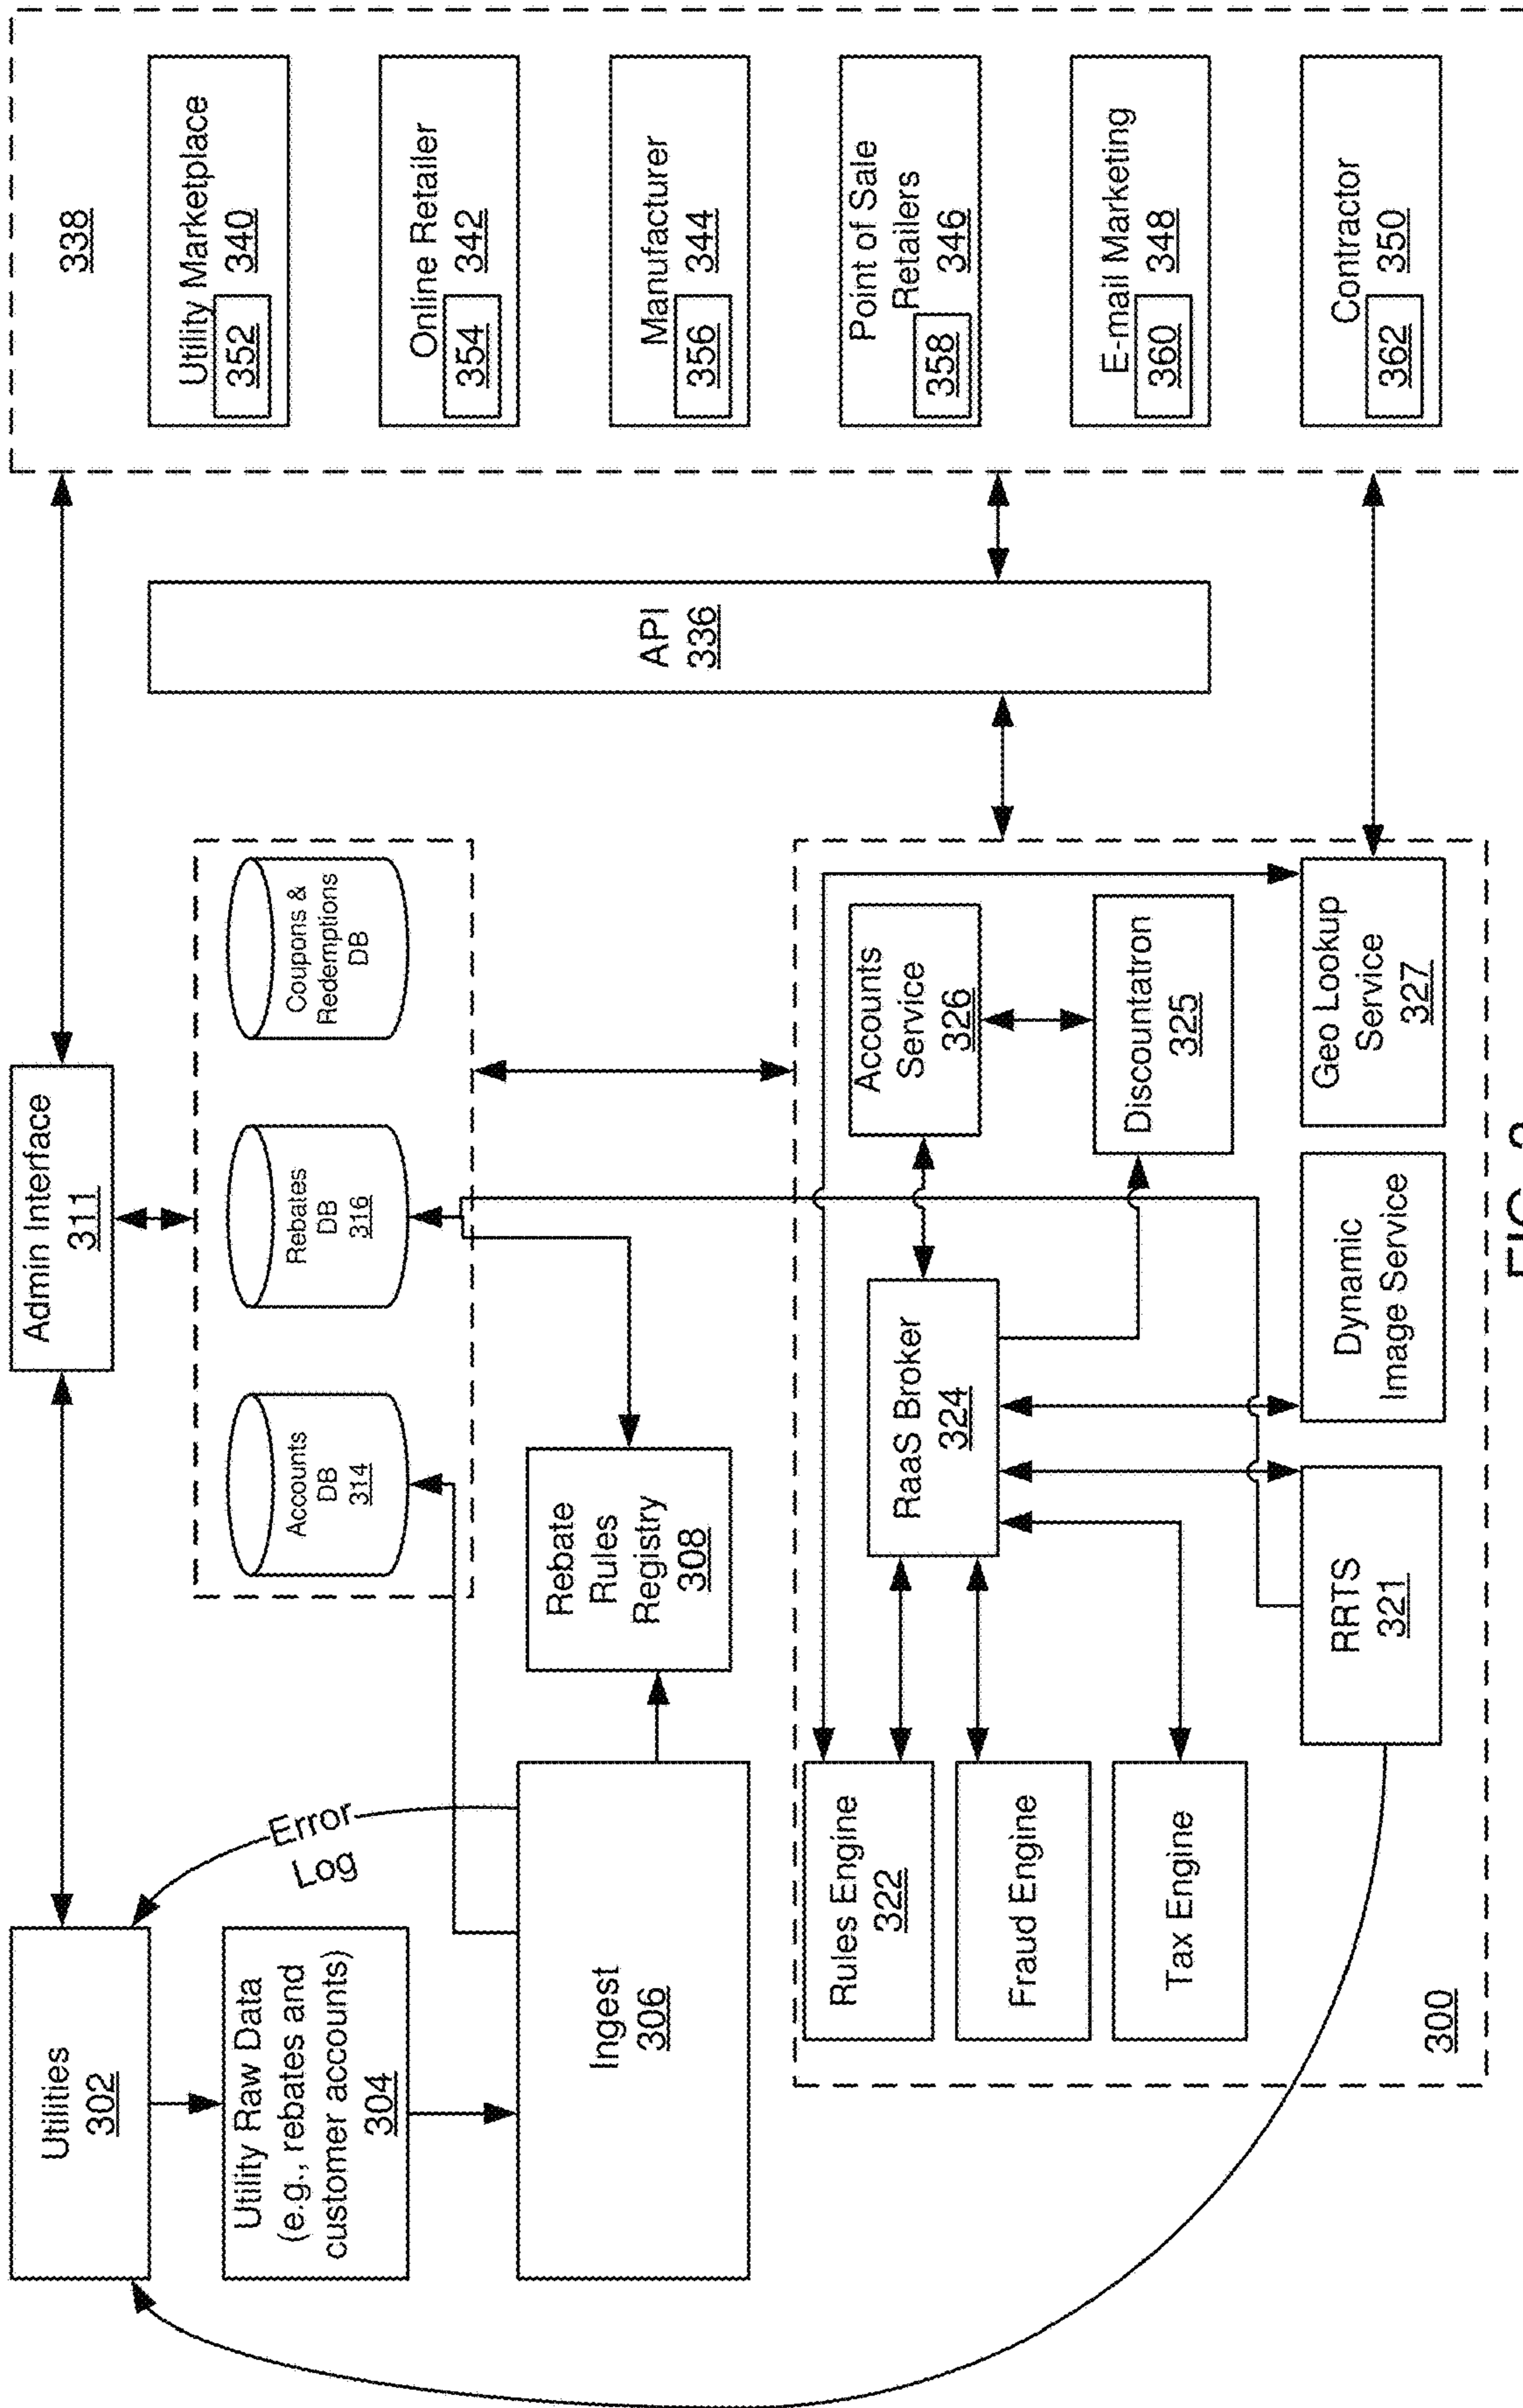 Utilities
302
Utility Raw Data
(e.g., rebates and
customer accounts)
304
Ingest
306
Error
Log
Admin Interface
311
Accounts
DB
314
Rebates
DB
316
Coupons &
Redemptions
DB
Rebate
Rules
Registry
308
Rules Engine
322
Fraud Engine
Tax Engine
300
RaaS Broker
324
Accounts
Service
326
Discountatron
325
RRTS
321
Dynamic
Image Service
Geo Lookup
Service
327
API
336
338
Utility Marketplace
352 340
Online Retailer
354 342
Manufacturer
356 344
Point of Sale
Retailers
358 346
E-mail Marketing
360 348
Contractor
362 350